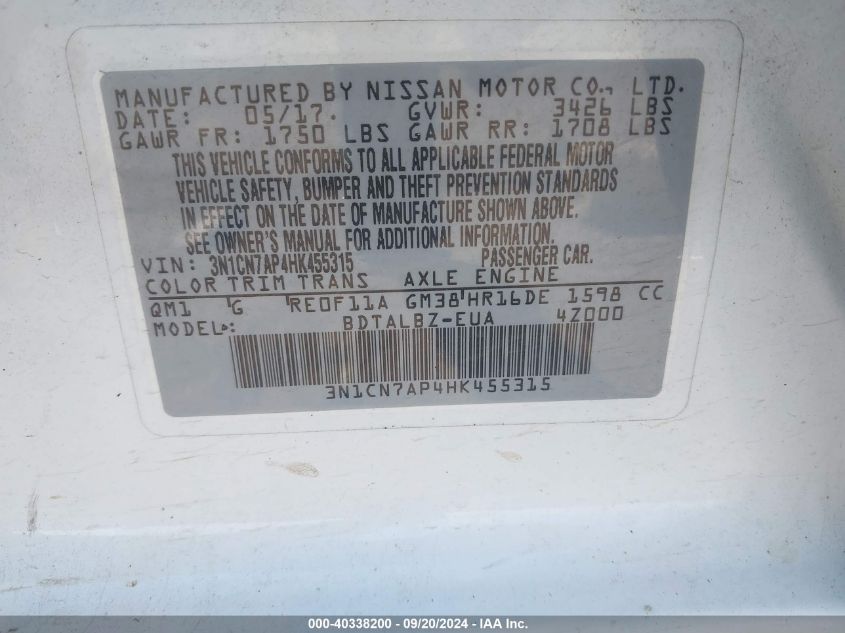 MANUFACTURED BY NISSAN MOTOR CO., LTD.
DATE: 05/17. GVWR: 3426 LBS
GAWR FR: 1750 LBS GAWR RR: 1708 LBS
THIS VEHICLE CONFORMS TO ALL APPLICABLE FEDERAL MOTOR
VEHICLE SAFETY, BUMPER AND THEFT PREVENTION STANDARDS
IN EFFECT ON THE DATE OF MANUFACTURE SHOWN ABOVE.
SEE OWNER'S MANUAL FOR ADDITIONAL INFORMATION.
VIN: 3N1CN7AP4HK455315 PASSENGER CAR.
COLOR TRIM TRANS AXLE ENGINE
QM1 G RE0F11A GM38 HR16DE 1598 CC
MODEL: BDTALBZ-EUA 4Z000
3N1CN7AP4HK455315
000-40338200 - 09/20/2024 - IAA Inc.